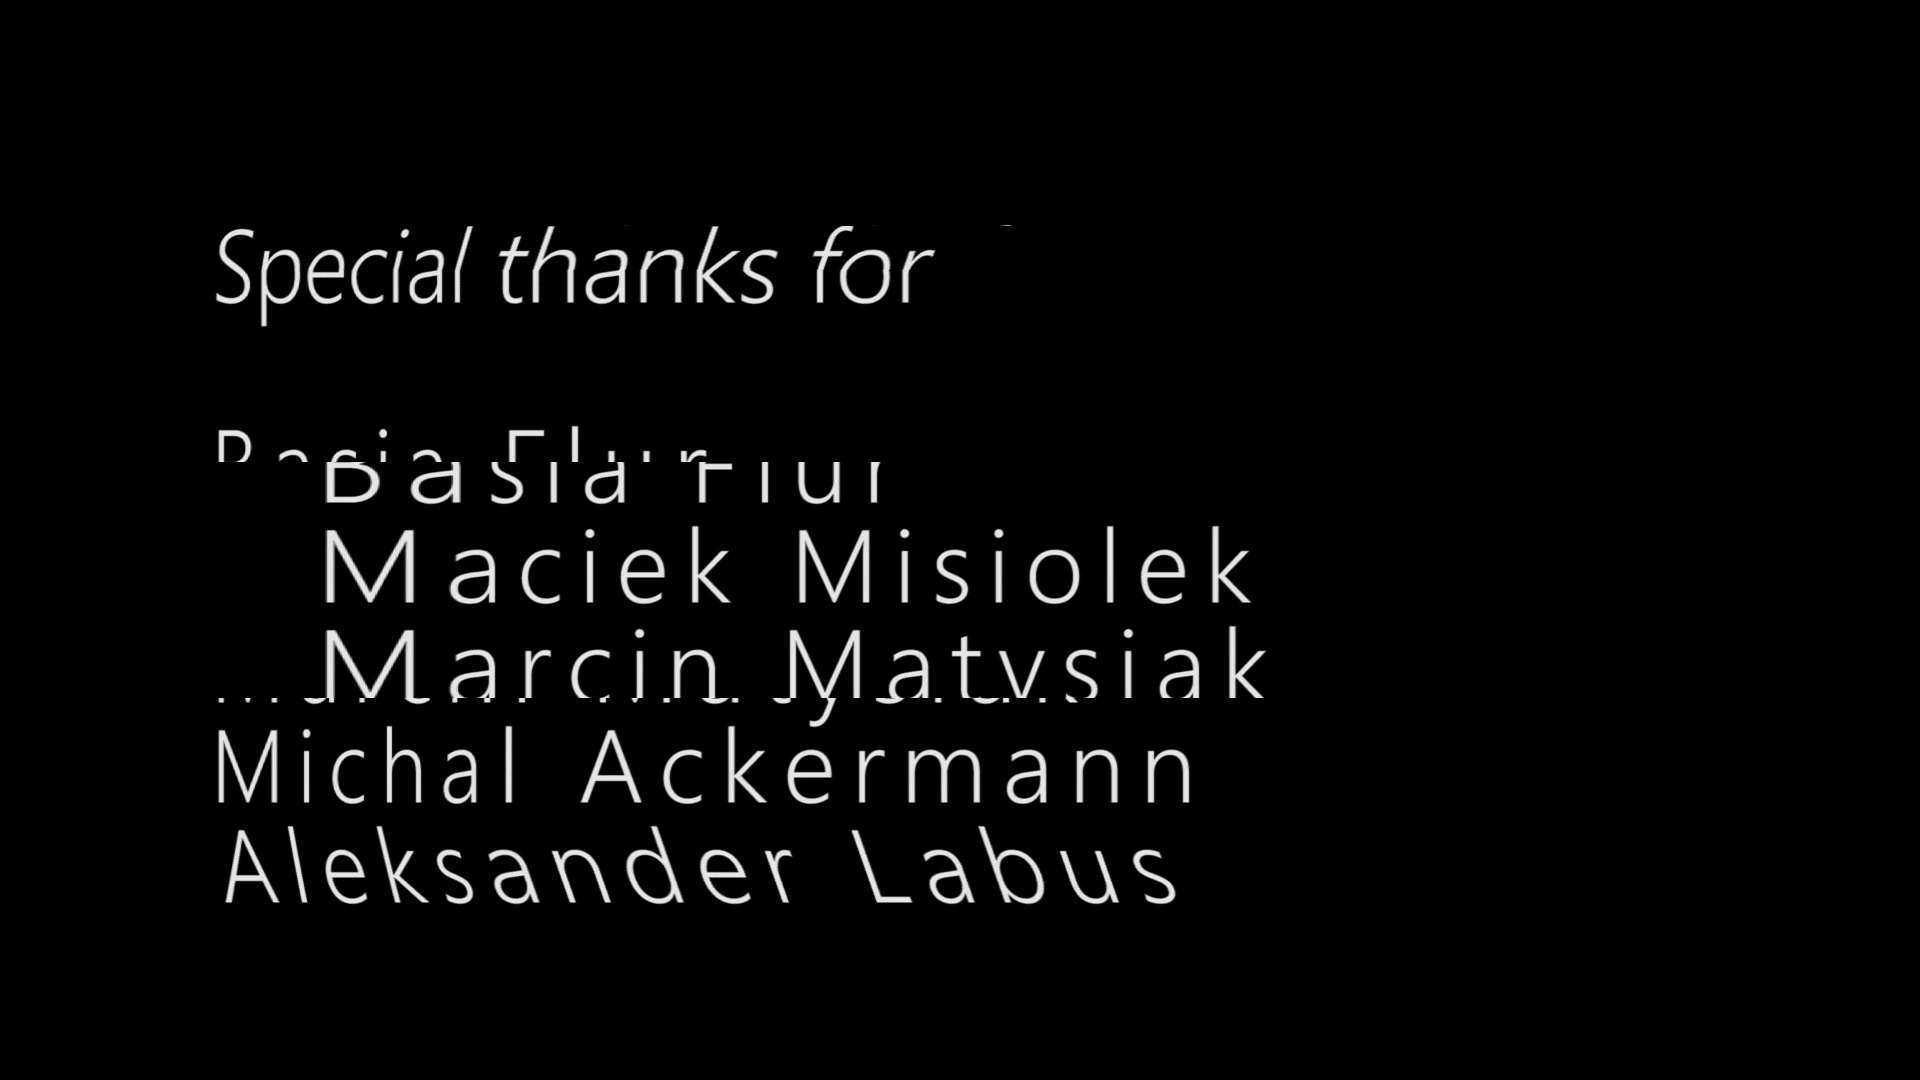 Special thanks for
Basia Flur
Maciek Misiolek
Marcin Matysiak
Michal Ackermann
Aleksander Labus